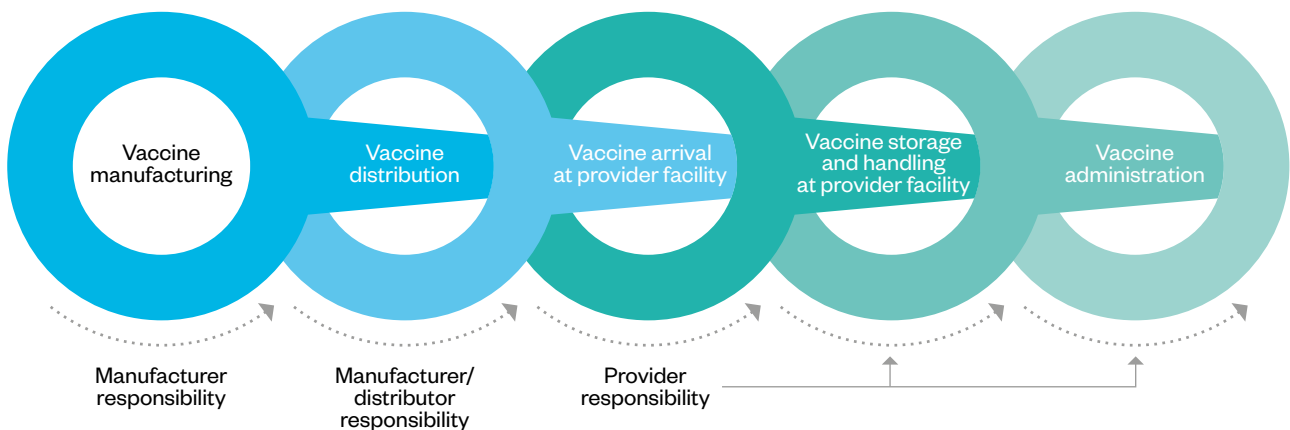 Vaccine
manufacturing
Vaccine
distribution
Vaccine arrival
at provider facility
Vaccine storage
and handling
at provider facility
Vaccine
administration
Manufacturer
responsibility
Manufacturer/
distributor
responsibility
Provider
responsibility